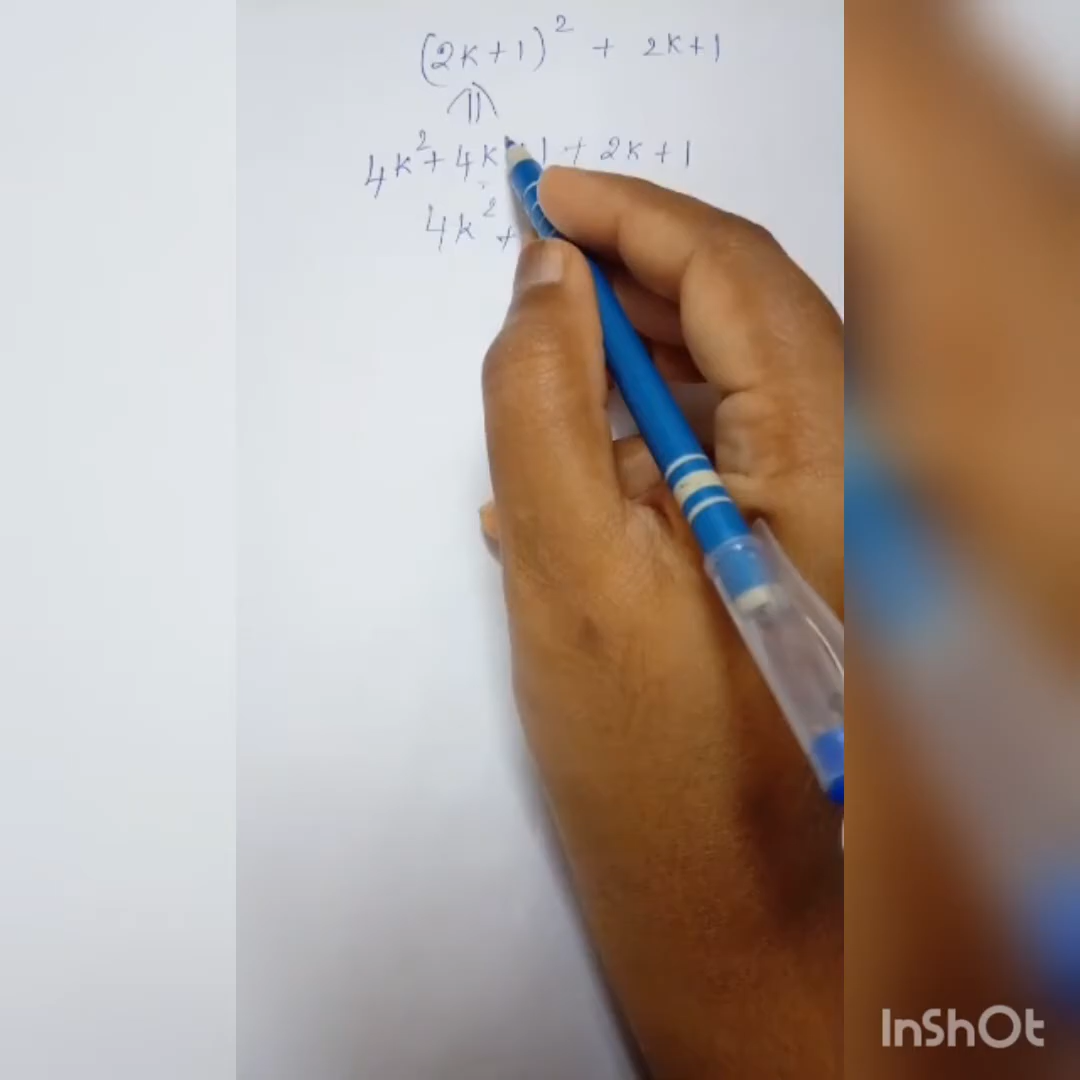 (2k+1)² + 2k+1
4k² + 4k + 1 + 2k + 1
4k² +
InShOt